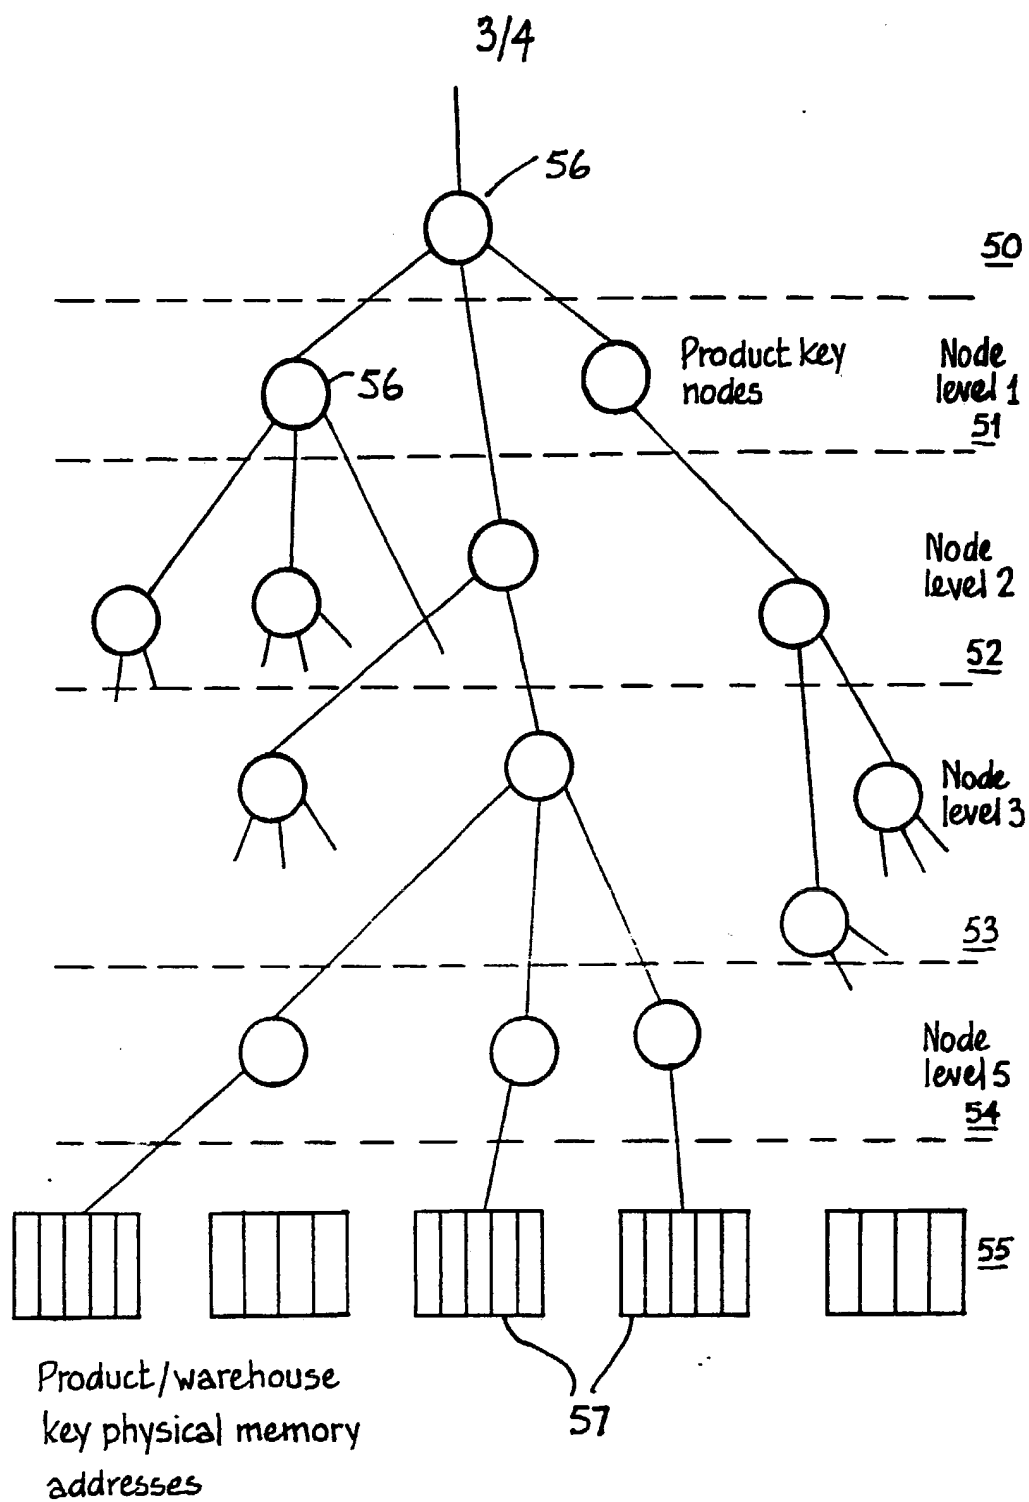 3/4
56
50
Product key
nodes
Node
level 1
51
56
Node
level 2
52
Node
level 3
53
Node
level 5
54
55
57
Product/warehouse
key physical memory
addresses